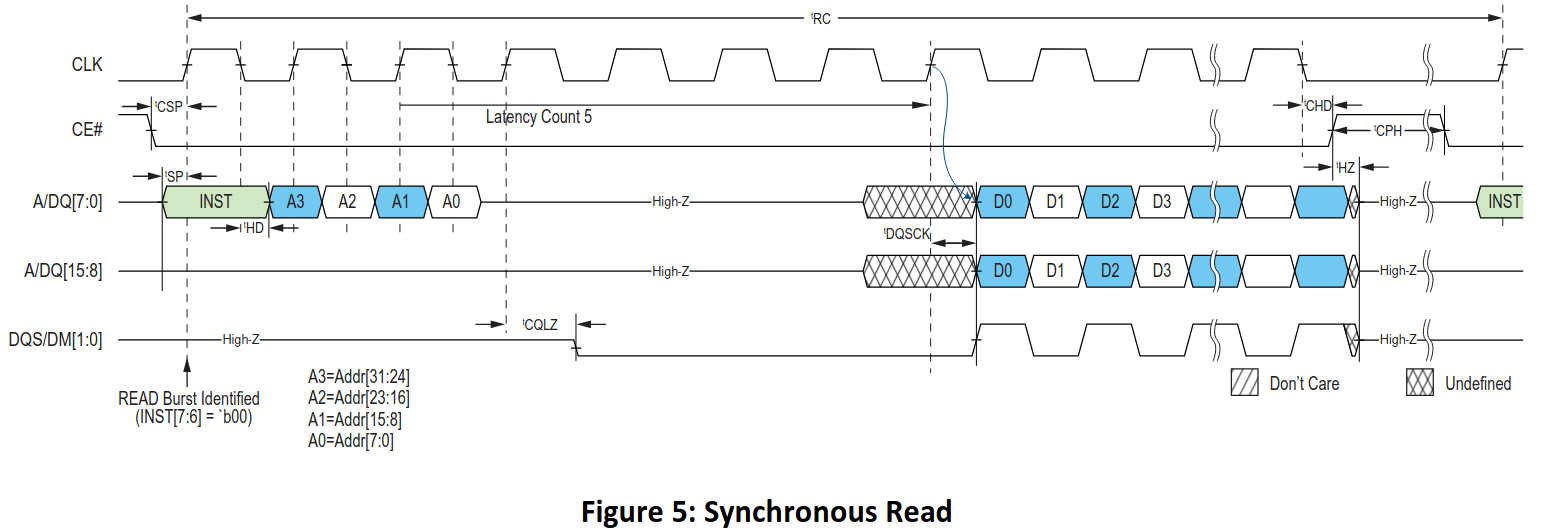 tRC
CLK
tCSP
Latency Count 5
tCHD
CE#
tCPH
tSP
tHZ
A/DQ[7:0]
INST
A3
A2
A1
A0
High-Z
D0
D1
D2
D3
High-Z
INST
tHD
tDQSCK
A/DQ[15:8]
High-Z
D0
D1
D2
D3
High-Z
tCQLZ
DQS/DM[1:0]
High-Z
High-Z
READ Burst Identified
(INST[7:6] = `b00)
A3=Addr[31:24]
A2=Addr[23:16]
A1=Addr[15:8]
A0=Addr[7:0]
Don't Care
Undefined
Figure 5: Synchronous Read